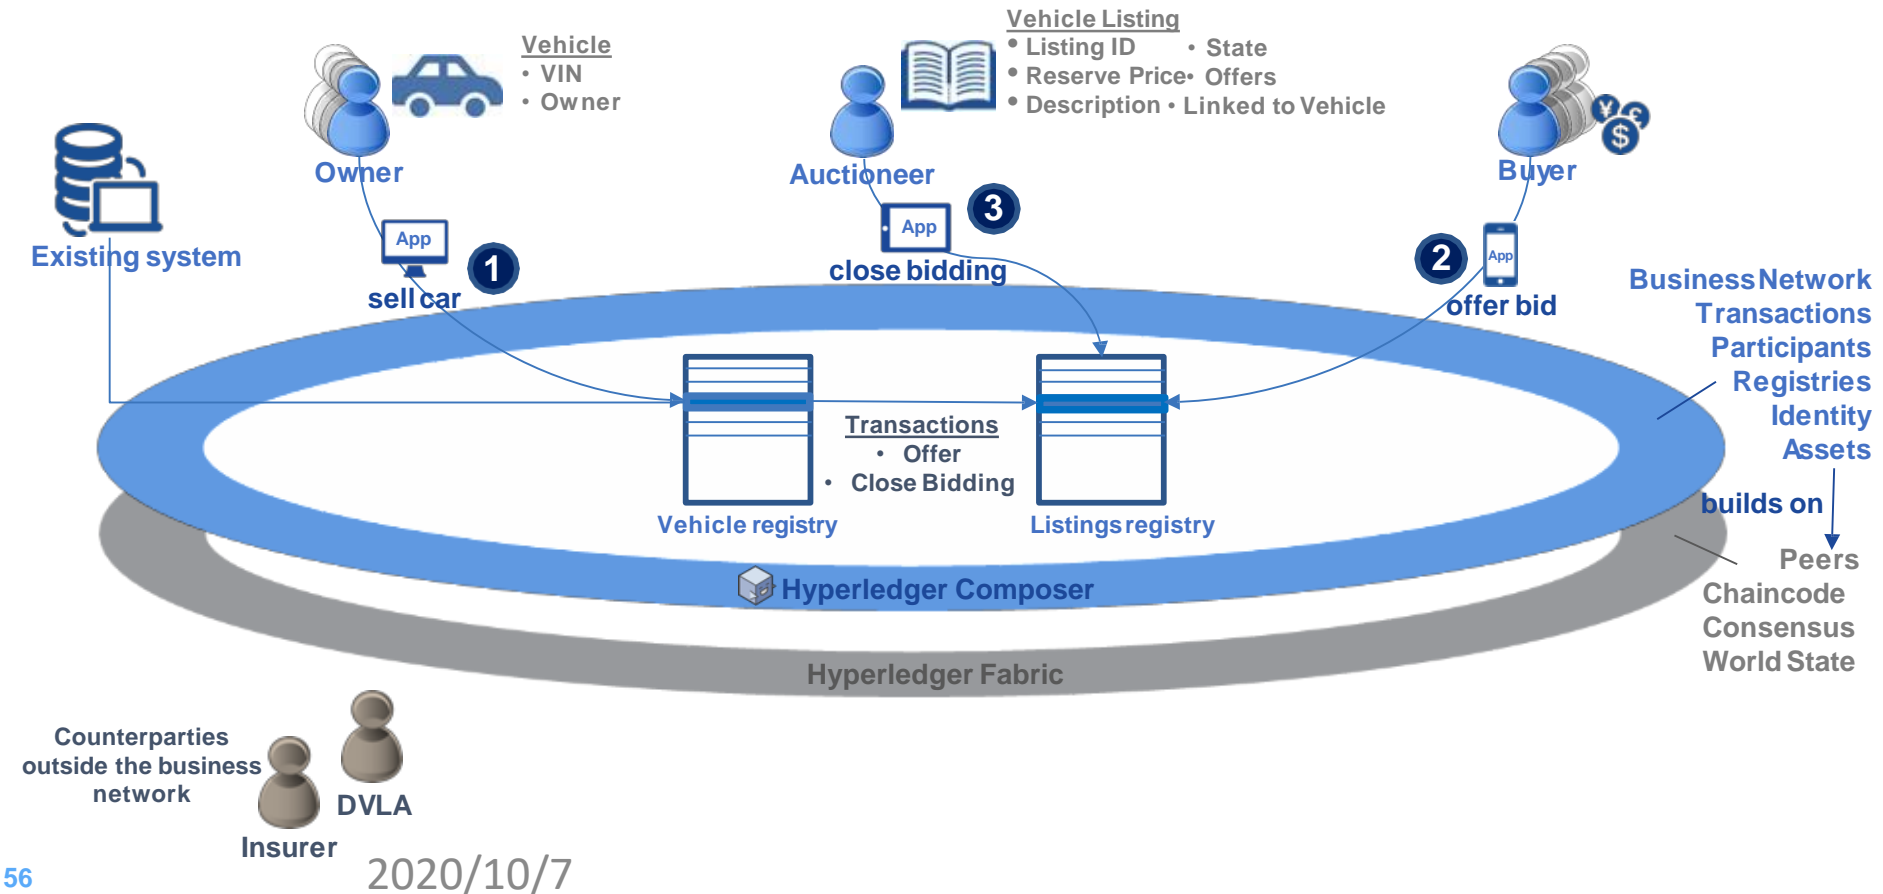 Vehicle
• VIN
• Owner
Vehicle Listing
• Listing ID • State
• Reserve Price • Offers
• Description • Linked to Vehicle
¥ £ $
Owner
Auctioneer
Buyer
Existing system
App
1
sell car
App
3
close bidding
App
2
offer bid
Business Network
Transactions
Participants
Registries
Identity
Assets
builds on
Peers
Chaincode
Consensus
World State
Transactions
• Offer
• Close Bidding
Vehicle registry
Listings registry
Hyperledger Composer
Hyperledger Fabric
Counterparties
outside the business
network
DVLA
Insurer
56
2020/10/7